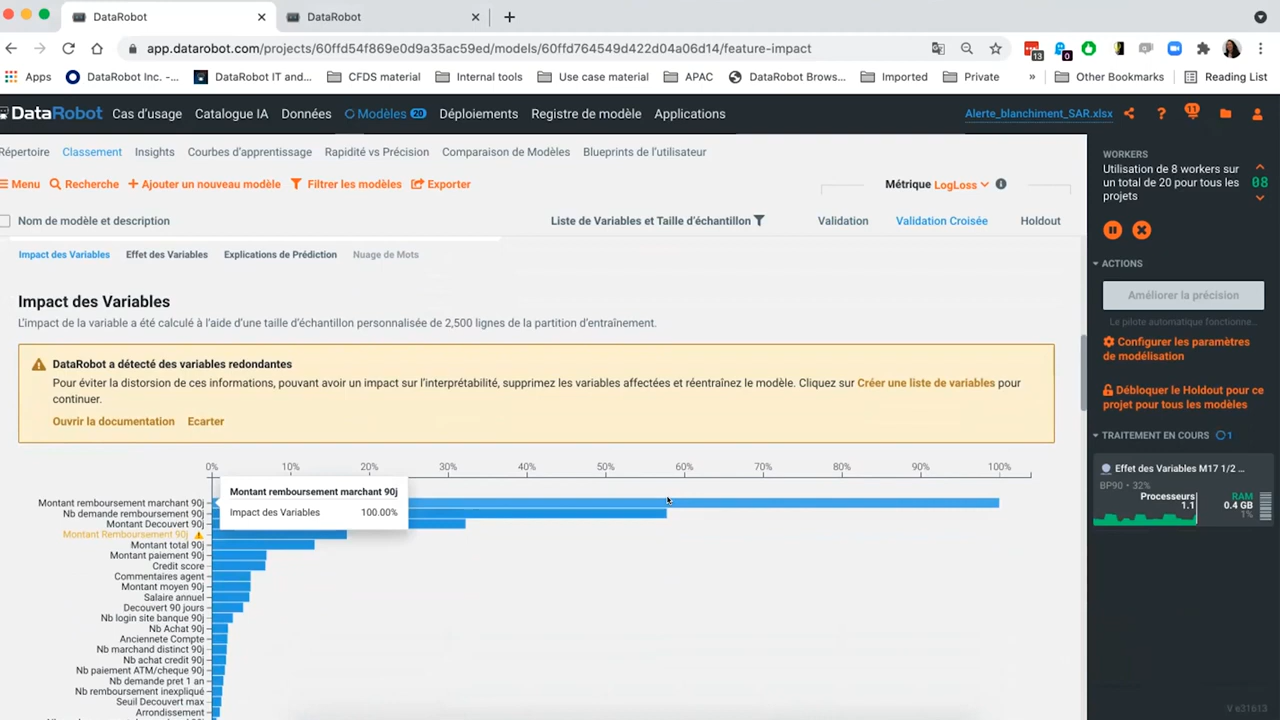 DataRobot
DataRobot
app.datarobot.com/projects/60ffd54f869e0d9a35ac59ed/models/60ffd764549d422d04a06d14/feature-impact
13
0
Apps
DataRobot Inc. -...
DataRobot IT and...
CFDS material
Internal tools
Use case material
APAC
DataRobot Brows...
Imported
Private
»
Other Bookmarks
Reading List
DataRobot
Cas d'usage
Catalogue IA
Données
Modèles 20
Déploiements
Registre de modèle
Applications
Alerte_blanchiment_SAR.xlsx
?
11
Répertoire
Classement
Insights
Courbes d'apprentissage
Rapidité vs Précision
Comparaison de Modèles
Blueprints de l'utilisateur
Menu
Recherche
Ajouter un nouveau modèle
Filtrer les modèles
Exporter
Métrique LogLoss
Nom de modèle et description
Liste de Variables et Taille d'échantillon
Validation
Validation Croisée
Holdout
Impact des Variables
Effet des Variables
Explications de Prédiction
Nuage de Mots
Impact des Variables
L'impact de la variable a été calculé à l'aide d'une taille d'échantillon personnalisée de 2,500 lignes de la partition d'entraînement.
DataRobot a détecté des variables redondantes
Pour éviter la distorsion de ces informations, pouvant avoir un impact sur l'interprétabilité, supprimez les variables affectées et réentraînez le modèle. Cliquez sur Créer une liste de variables pour
continuer.
Ouvrir la documentation
Ecarter
0%
10%
20%
30%
40%
50%
60%
70%
80%
90%
100%
Montant remboursement marchant 90j
Impact des Variables
100.00%
Montant remboursement marchant 90j
Nb demande remboursement 90j
Montant Decouvert 90j
Montant Remboursement 90j
Montant total 90j
Montant paiement 90j
Credit score
Commentaires agent
Montant moyen 90j
Salaire annuel
Decouvert 90 jours
Nb login site banque 90j
Nb Achat 90j
Anciennete Compte
Nb marchand distinct 90j
Nb achat credit 90j
Nb paiement ATM/cheque 90j
Nb demande pret 1 an
Nb remboursement inexpliqué
Seuil Decouvert max
Arrondissement
WORKERS
Utilisation de 8 workers sur
un total de 20 pour tous les
projets
08
ACTIONS
Améliorer la précision
Le pilote automatique fonctionne...
Configurer les paramètres
de modélisation
Débloquer le Holdout pour ce
projet pour tous les modèles
TRAITEMENT EN COURS
1
Effet des Variables M17 1/2 ...
BP90 • 32%
Processeurs
1.1
RAM
0.4 GB
1%
V e31613